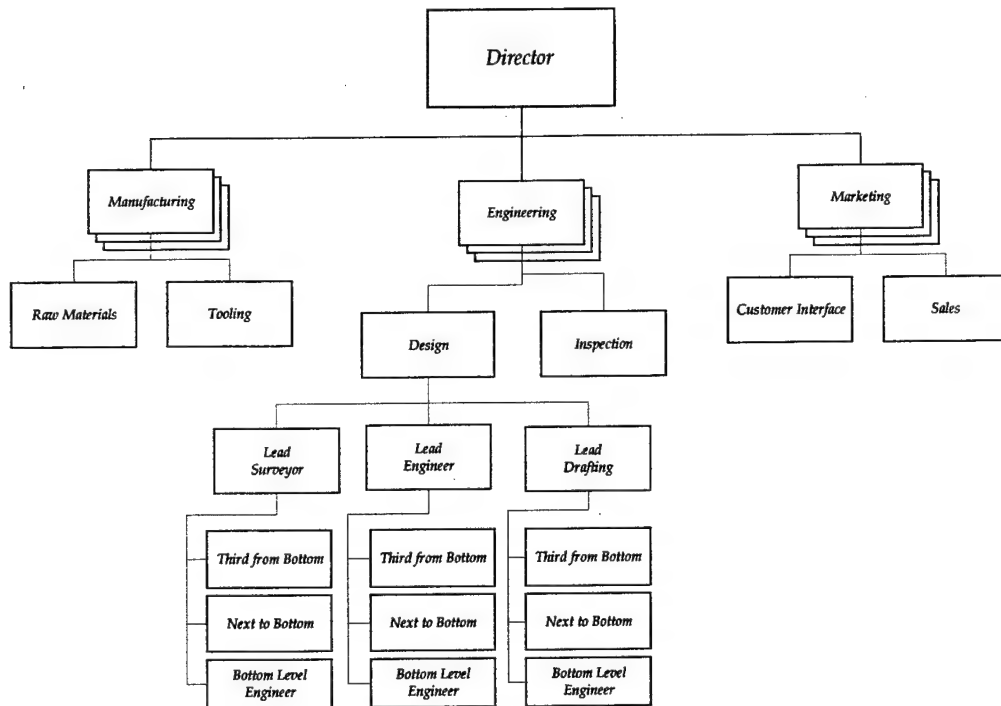 Director
Manufacturing
Engineering
Marketing
Raw Materials
Tooling
Customer Interface
Sales
Design
Inspection
Lead
Surveyor
Lead
Engineer
Lead
Drafting
Third from Bottom
Third from Bottom
Third from Bottom
Next to Bottom
Next to Bottom
Next to Bottom
Bottom Level
Engineer
Bottom Level
Engineer
Bottom Level
Engineer